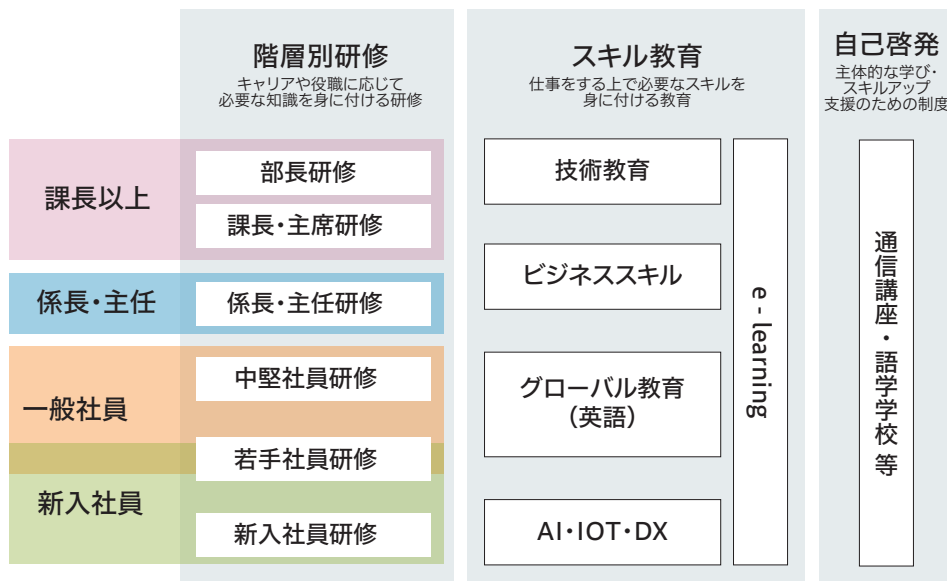 階層別研修
キャリアや役職に応じて
必要な知識を身に付ける研修
スキル教育
仕事をする上で必要なスキルを
身に付ける教育
自己啓発
主体的な学び・
スキルアップ
支援のための制度
課長以上
部長研修
課長・主席研修
係長・主任
係長・主任研修
一般社員
中堅社員研修
若手社員研修
新入社員
新入社員研修
技術教育
ビジネススキル
グローバル教育
（英語）
AI・IOT・DX
e - learning
通信講座・語学学校 等